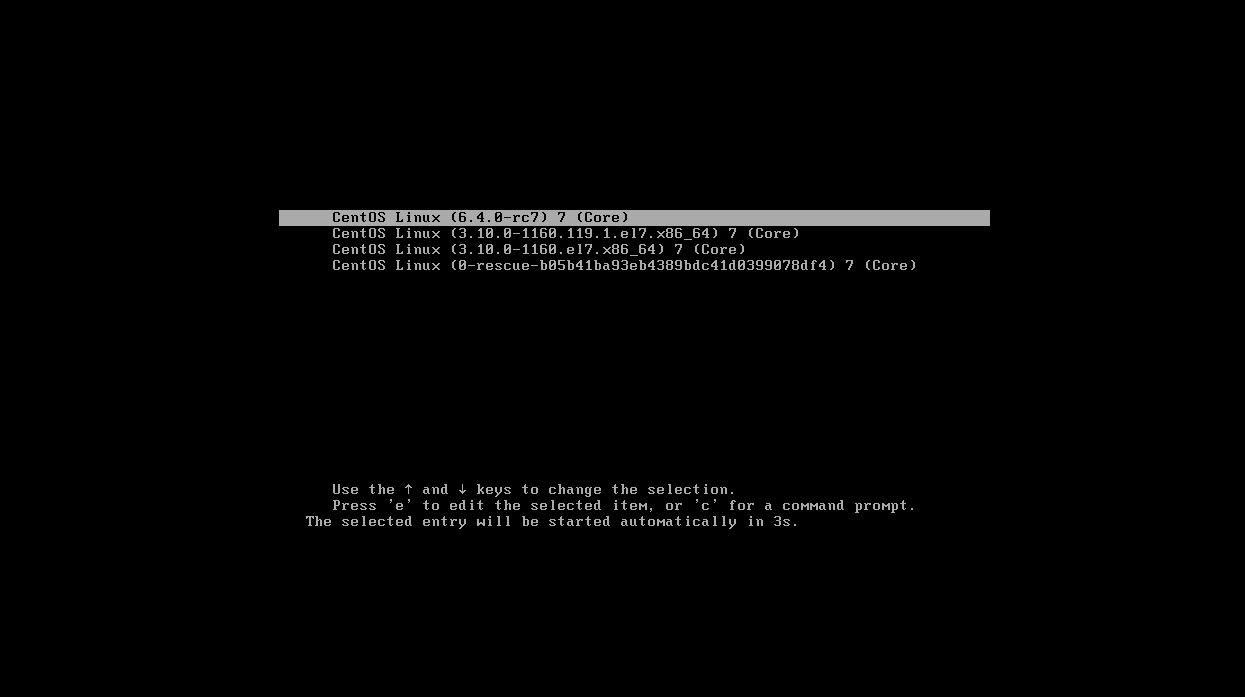 CentOS Linux (6.4.0-rc7) 7 (Core)
CentOS Linux (3.10.0-1160.119.1.el7.x86_64) 7 (Core)
CentOS Linux (3.10.0-1160.el7.x86_64) 7 (Core)
CentOS Linux (0-rescue-b05b41ba93eb4389bdc41d0399078df4) 7 (Core)
Use the ↑ and ↓ keys to change the selection.
Press 'e' to edit the selected item, or 'c' for a command prompt.
The selected entry will be started automatically in 3s.